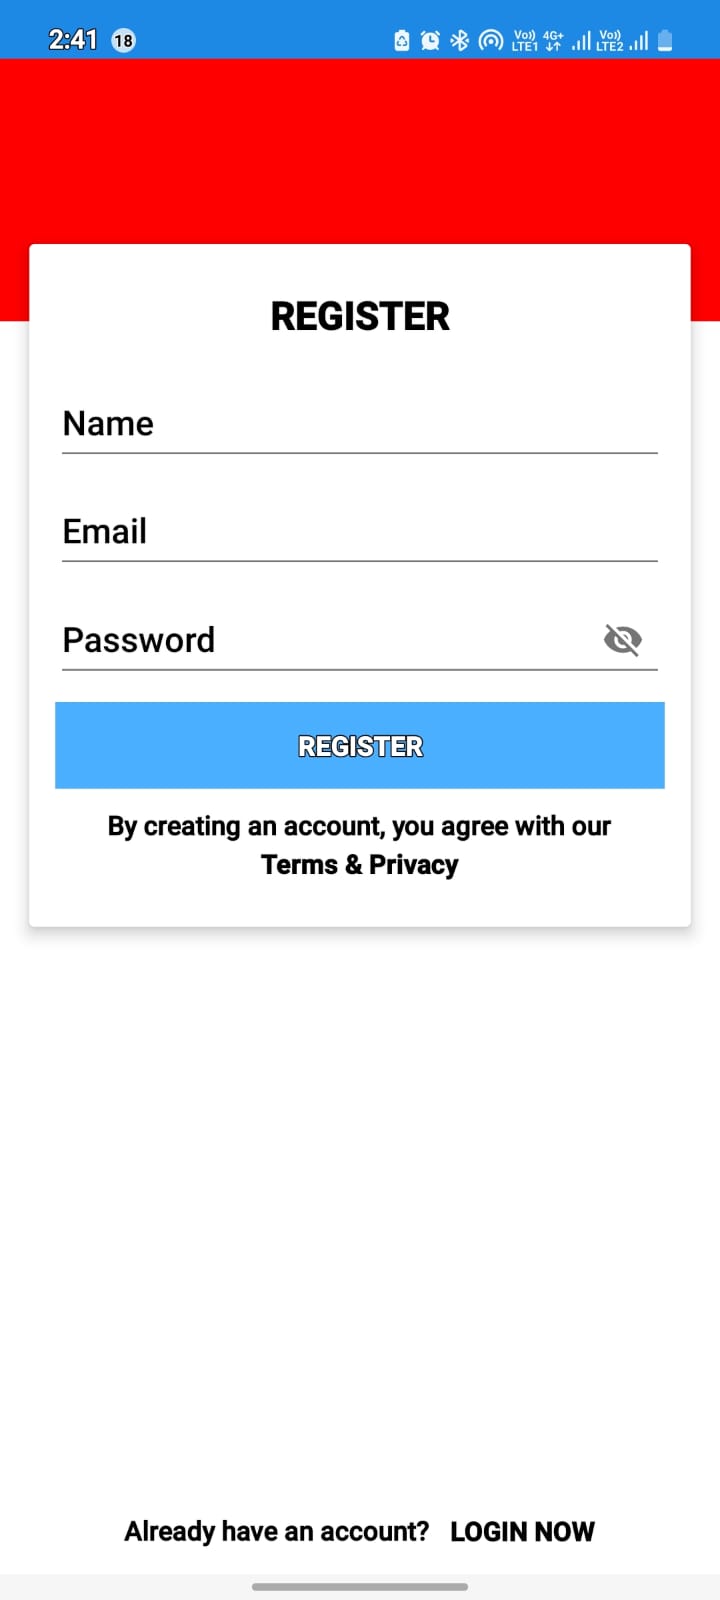 2:41 18 Vo)) LTE1 4G+ Vo)) LTE2
REGISTER
Name
Email
Password
REGISTER
By creating an account, you agree with our
Terms & Privacy
Already have an account? LOGIN NOW